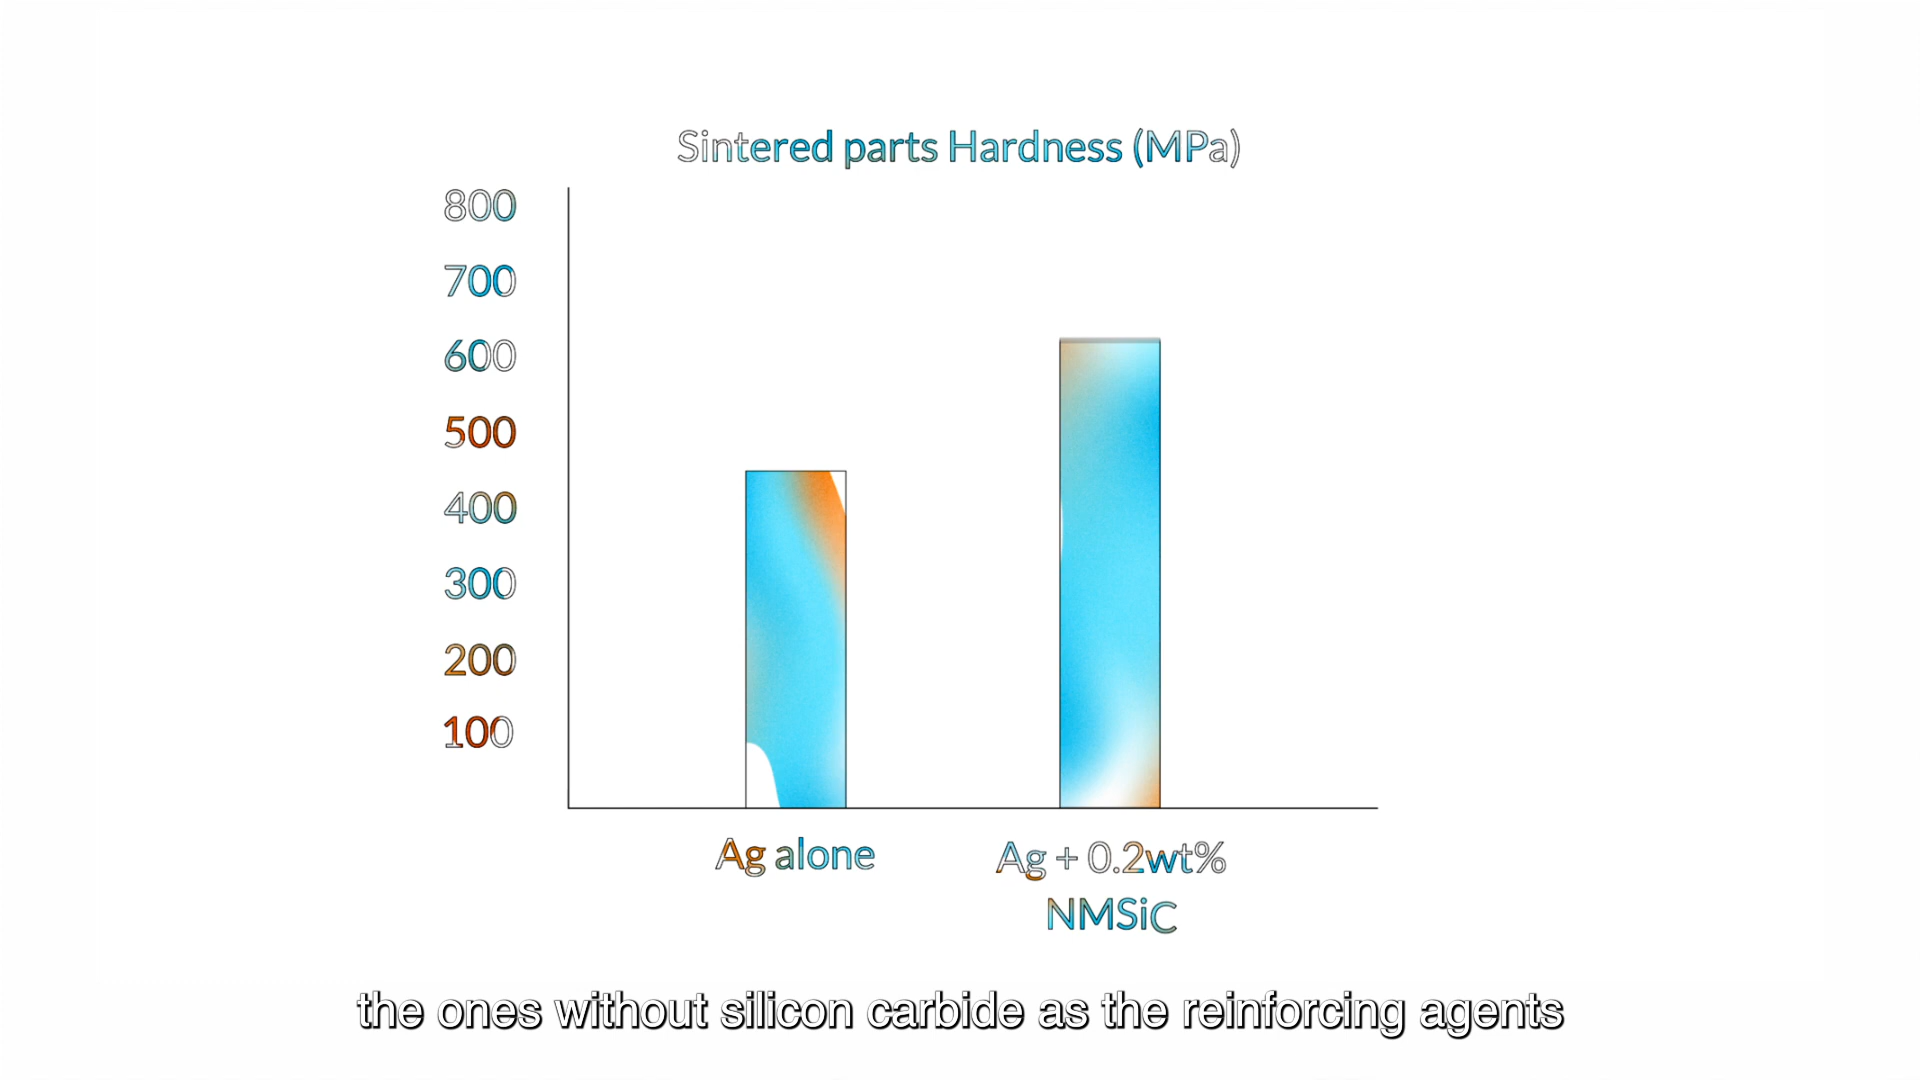 Sintered parts Hardness (MPa)
800
700
600
500
400
300
200
100
Ag alone
Ag + 0.2wt%
NMSiC
the ones without silicon carbide as the reinforcing agents